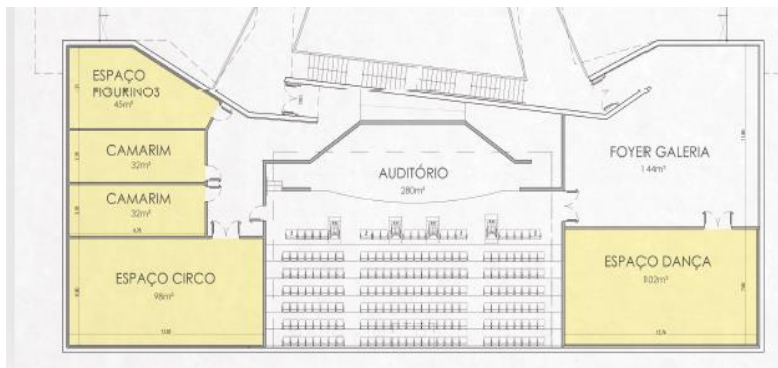 ESPAÇO
FIGURINOS
45m²
CAMARIM
32m²
CAMARIM
32m²
ESPAÇO CIRCO
98m²
AUDITÓRIO
280m²
FOYER GALERIA
144m²
ESPAÇO DANÇA
102m²